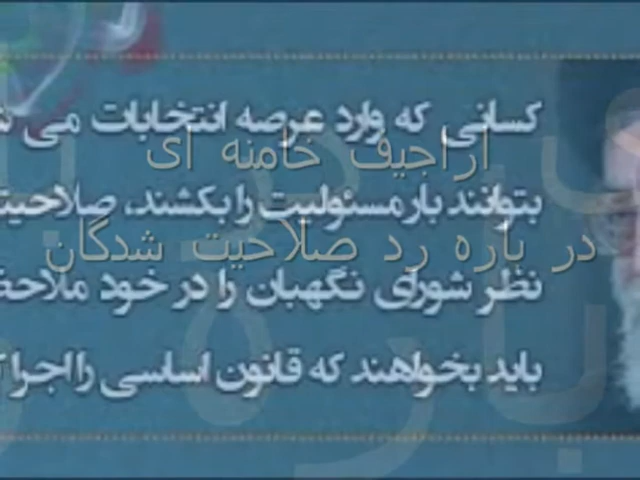 کسانی که وارد عرصه انتخابات می
اراجیف خامنه ای
بتوانند بار مسئولیت را بکشند، صلاحیت
در باره رد صلاحیت شدگان
نظر شورای نگهبان را در خود
باید بخواهند که قانون اساسی را اجرا